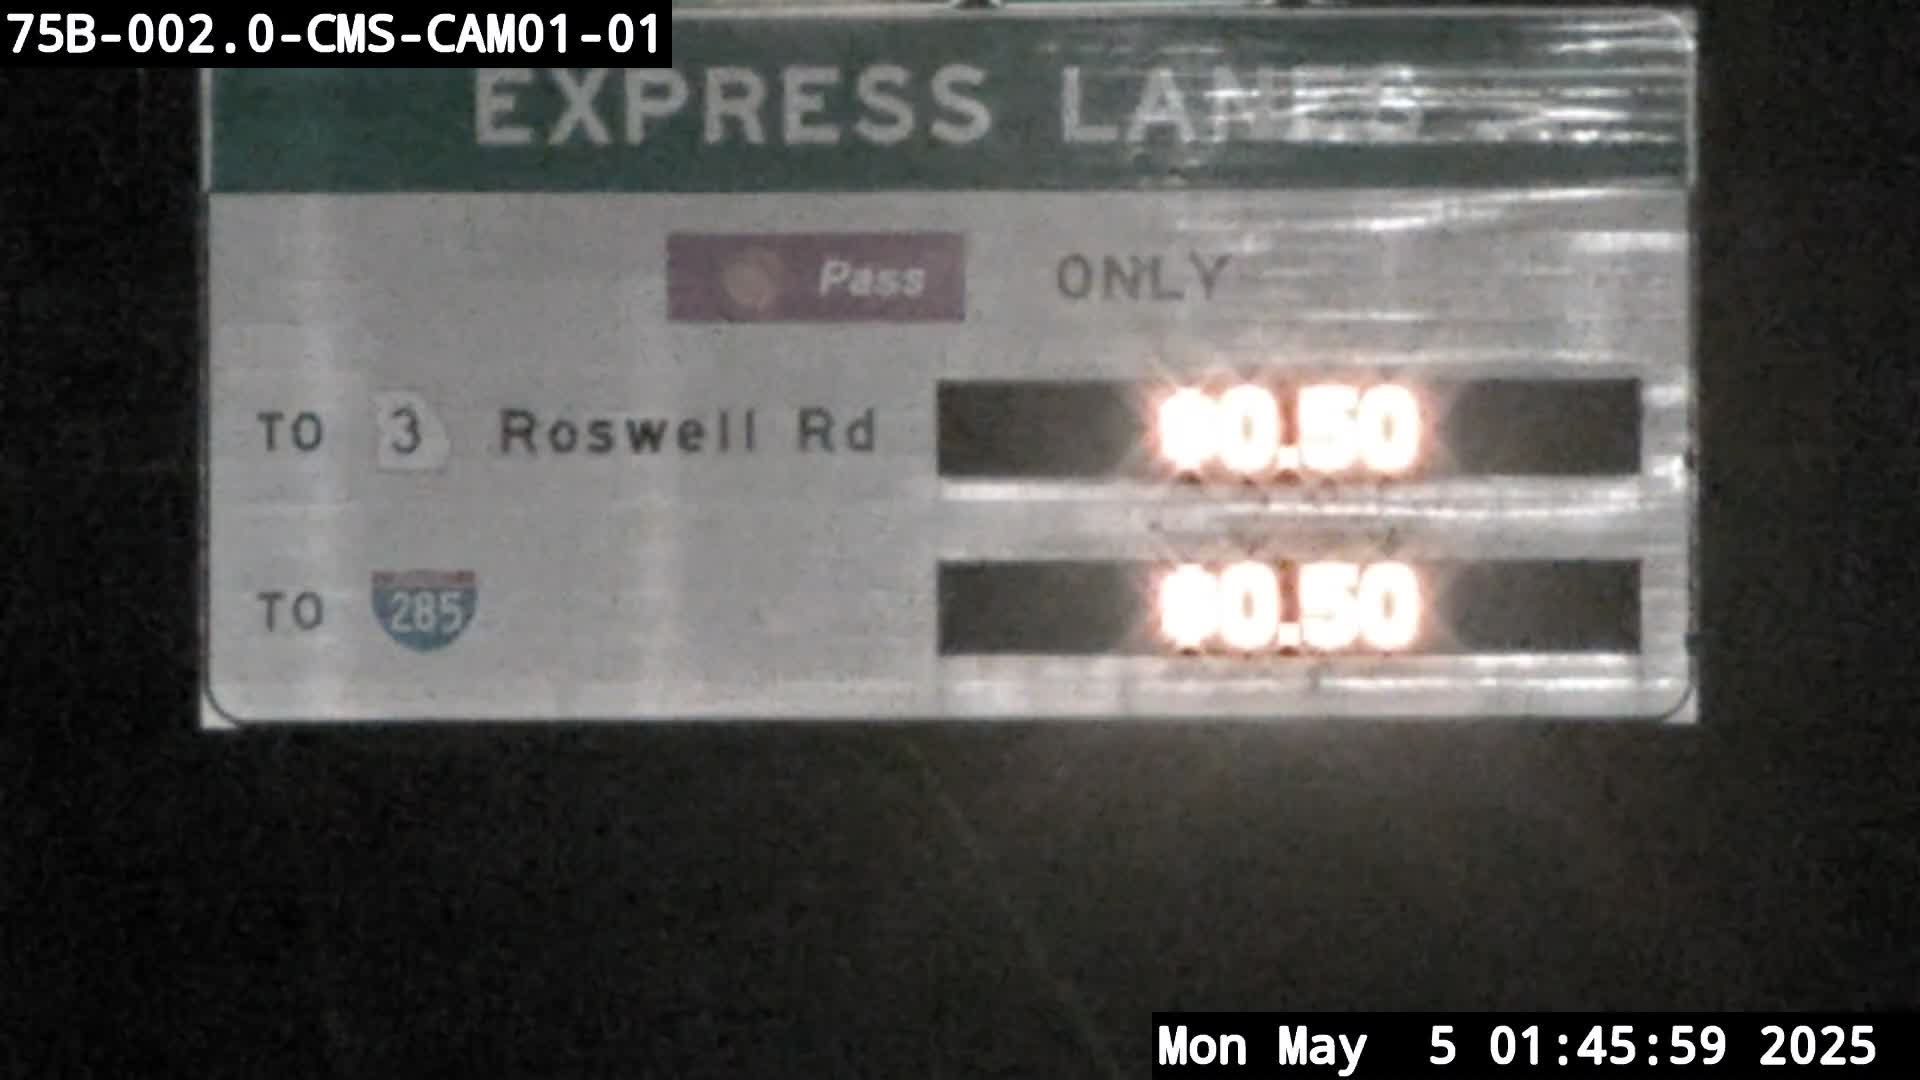 75B-002.0-CMS-CAM01-01
EXPRESS LANES
Pass ONLY
TO 3 Roswell Rd $0.50
TO 285 $0.50
Mon May 5 01:45:59 2025